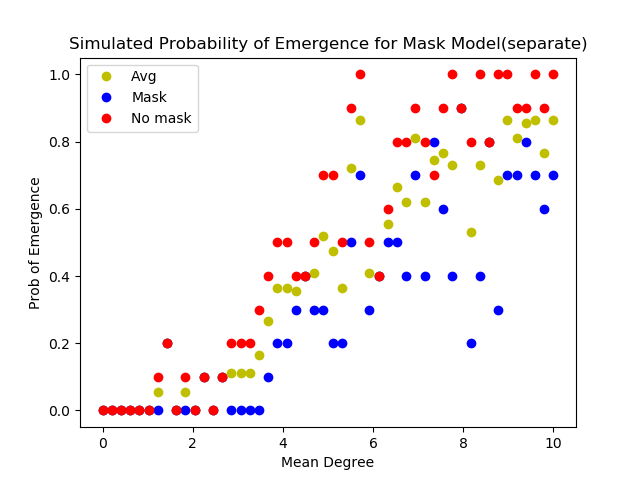 Simulated Probability of Emergence for Mask Model(separate)
Avg
Mask
No mask
Prob of Emergence
1.0
0.8
0.6
0.4
0.2
0.0
0
2
4
6
8
10
Mean Degree